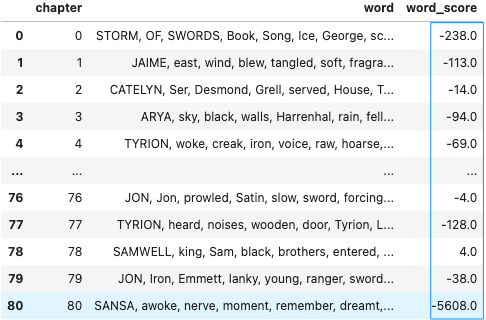 chapter word word_score
0 0 STORM, OF, SWORDS, Book, Song, Ice, George, sc... -238.0
1 1 JAIME, east, wind, blew, tangled, soft, fragra... -113.0
2 2 CATELYN, Ser, Desmond, Grell, served, House, T... -14.0
3 3 ARYA, sky, black, walls, Harrenhal, rain, fell... -94.0
4 4 TYRION, woke, creak, iron, voice, raw, hoarse,... -69.0
... ... ... ...
76 76 JON, Jon, prowled, Satin, slow, sword, forcing... -4.0
77 77 TYRION, heard, noises, wooden, door, Tyrion, L... -128.0
78 78 SAMWELL, king, Sam, black, brothers, entered, ... 4.0
79 79 JON, Iron, Emmett, lanky, young, ranger, sword... -38.0
80 80 SANSA, awoke, nerve, moment, remember, dreamt,... -5608.0